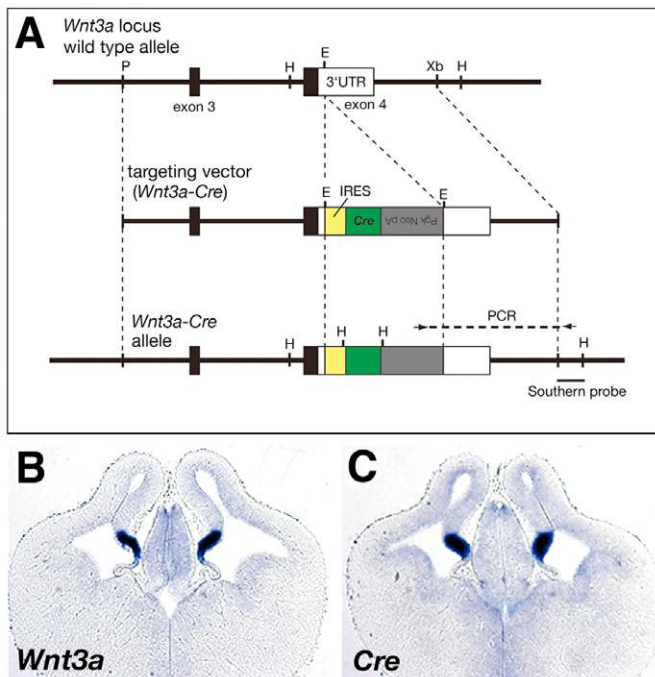 A
Wnt3a locus
wild type allele
P
H
E
Xb
H
3'UTR
exon 3
exon 4
targeting vector
(Wnt3a-Cre)
E
IRES
E
Cre
Pgk Neo pA
Wnt3a-Cre
allele
H
H
H
PCR
H
Southern probe
B
Wnt3a
C
Cre